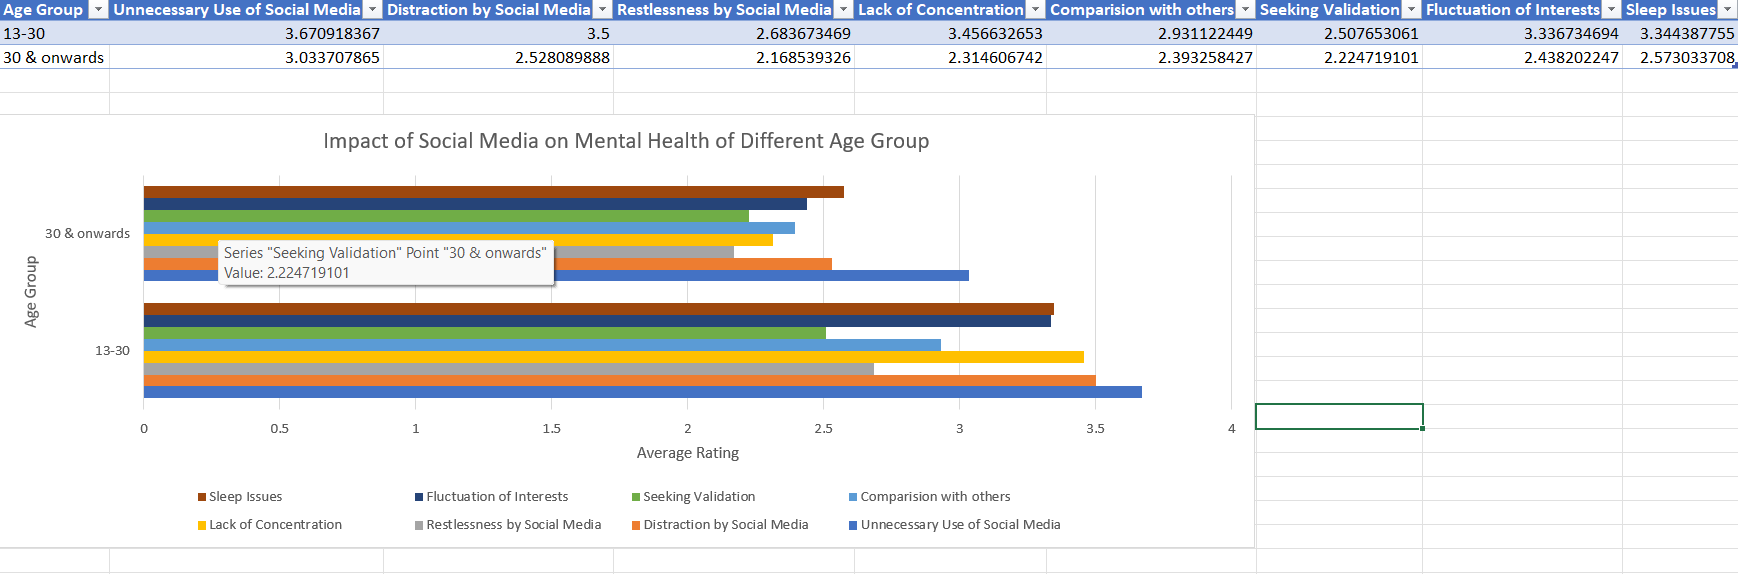 Age Group Unnecessary Use of Social Media Distraction by Social Media Restlessness by Social Media Lack of Concentration Comparision with others Seeking Validation Fluctuation of Interests Sleep Issues
13-30 3.670918367 3.5 2.683673469 3.456632653 2.931122449 2.507653061 3.336734694 3.344387755
30 & onwards 3.033707865 2.528089888 2.168539326 2.314606742 2.393258427 2.224719101 2.438202247 2.573033708
Impact of Social Media on Mental Health of Different Age Group
Age Group
30 & onwards
Series "Seeking Validation" Point "30 & onwards"
Value: 2.224719101
13-30
0 0.5 1 1.5 2 2.5 3 3.5 4
Average Rating
Sleep Issues Fluctuation of Interests Seeking Validation Comparision with others
Lack of Concentration Restlessness by Social Media Distraction by Social Media Unnecessary Use of Social Media